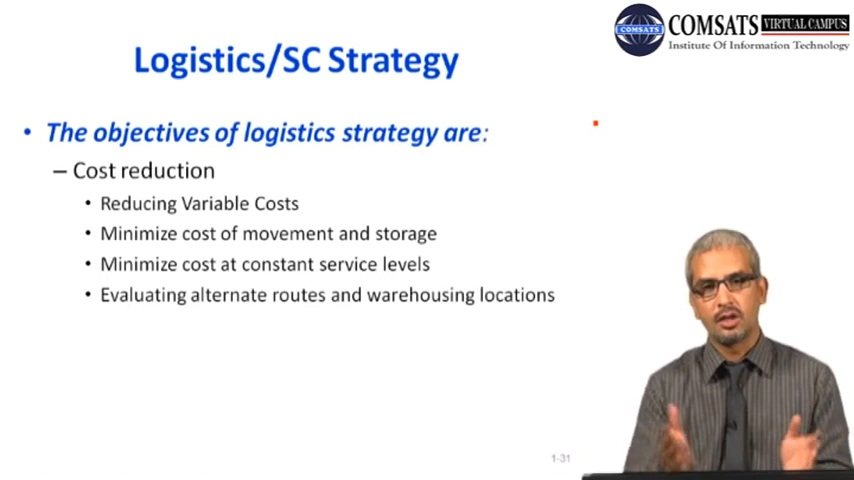 COMSATS VIRTUAL CAMPUS
COMSATS
Institute Of Information Technology
Logistics/SC Strategy
• The objectives of logistics strategy are:
– Cost reduction
• Reducing Variable Costs
• Minimize cost of movement and storage
• Minimize cost at constant service levels
• Evaluating alternate routes and warehousing locations
1-31